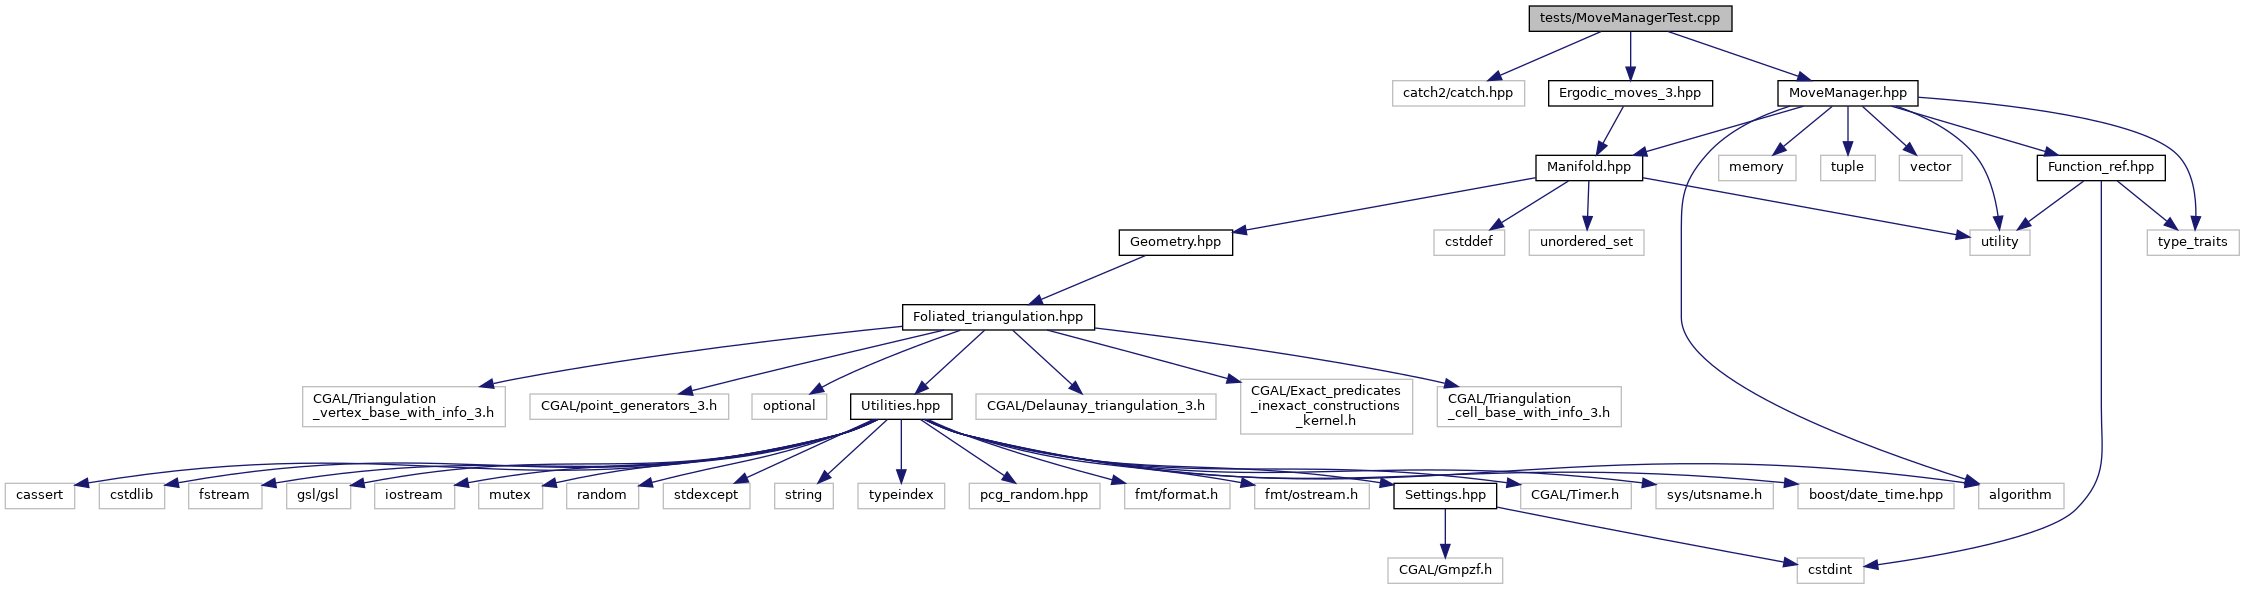 tests/MoveManagerTest.cpp
catch2/catch.hpp
Ergodic_moves_3.hpp
MoveManager.hpp
Manifold.hpp
memory
tuple
vector
Function_ref.hpp
Geometry.hpp
cstddef
unordered_set
utility
type_traits
Foliated_triangulation.hpp
CGAL/Triangulation
_vertex_base_with_info_3.h
CGAL/point_generators_3.h
optional
Utilities.hpp
CGAL/Delaunay_triangulation_3.h
CGAL/Exact_predicates
_inexact_constructions
_kernel.h
CGAL/Triangulation
_cell_base_with_info_3.h
cassert
cstdlib
fstream
gsl/gsl
iostream
mutex
random
stdexcept
string
typeindex
pcg_random.hpp
fmt/format.h
fmt/ostream.h
Settings.hpp
CGAL/Timer.h
sys/utsname.h
boost/date_time.hpp
algorithm
CGAL/Gmpzf.h
cstdint